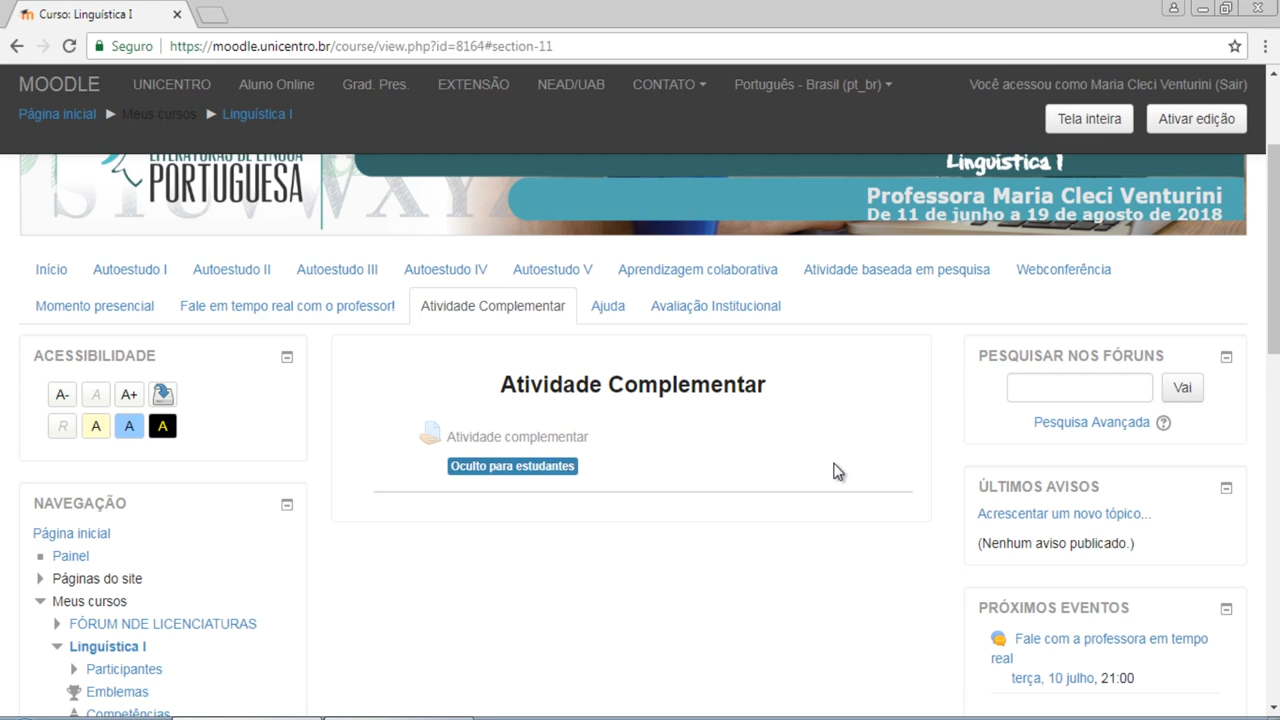 Curso: Linguística I
Seguro
https://moodle.unicentro.br/course/view.php?id=8164#section-11
MOODLE UNICENTRO Aluno Online Grad. Pres. EXTENSÃO NEAD/UAB CONTATO Português - Brasil (pt_br) Você acessou como Maria Cleci Venturini (Sair)
Página inicial ▶ Meus cursos ▶ Linguística I
Tela inteira Ativar edição
LITERATURAS DE LÍNGUA
PORTUGUESA
Linguística I
Professora Maria Cleci Venturini
De 11 de junho a 19 de agosto de 2018
Início Autoestudo I Autoestudo II Autoestudo III Autoestudo IV Autoestudo V Aprendizagem colaborativa Atividade baseada em pesquisa Webconferência
Momento presencial Fale em tempo real com o professor! Atividade Complementar Ajuda Avaliação Institucional
ACESSIBILIDADE
A- A A+
R A A A
NAVEGAÇÃO
Página inicial
Painel
Páginas do site
Meus cursos
FÓRUM NDE LICENCIATURAS
Linguística I
Participantes
Emblemas
Competências
Atividade Complementar
Atividade complementar
Oculto para estudantes
PESQUISAR NOS FÓRUNS
Vai
Pesquisa Avançada ?
ÚLTIMOS AVISOS
Acrescentar um novo tópico...
(Nenhum aviso publicado.)
PRÓXIMOS EVENTOS
Fale com a professora em tempo
real
terça, 10 julho, 21:00